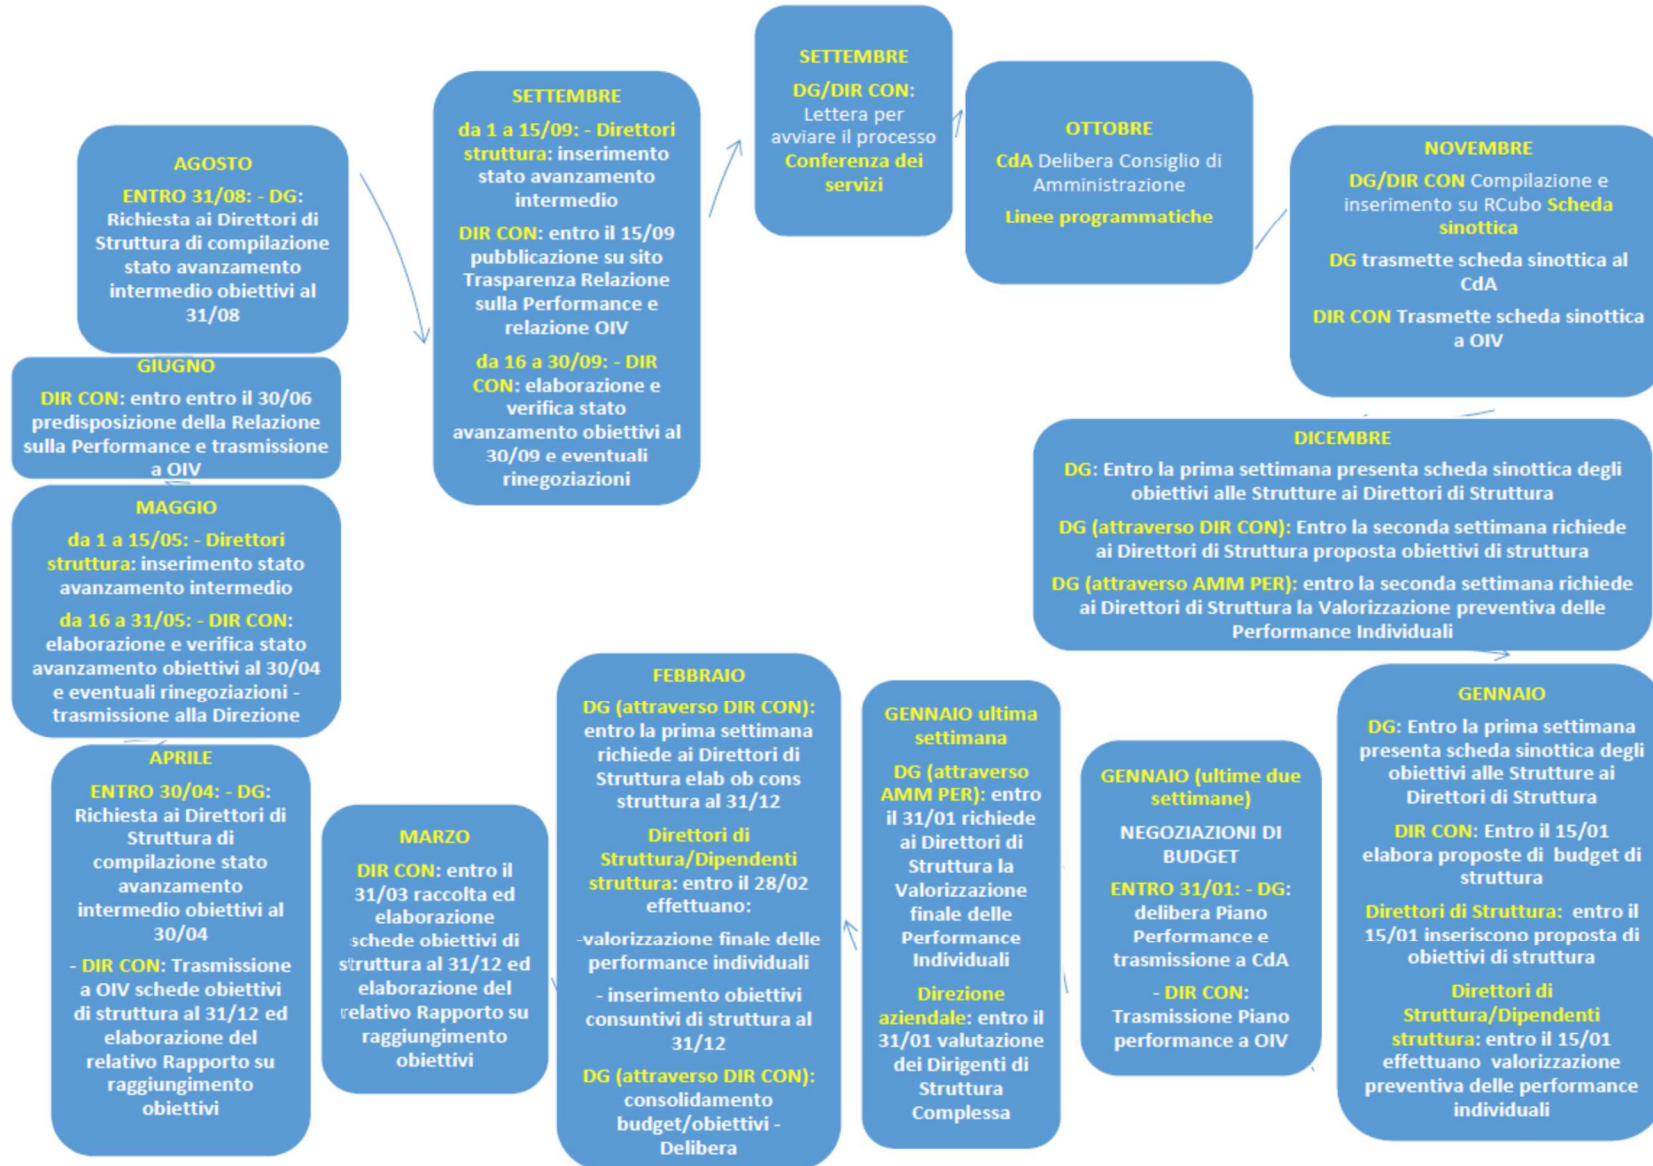 SETTEMBRE
DG/DIR CON:
Lettera per
avviare il processo
Conferenza dei
servizi
OTTOBRE
CdA Delibera Consiglio di
Amministrazione
Linee programmatiche
NOVEMBRE
DG/DIR CON Compilazione e
inserimento su RCubo Scheda
sinottica
DG trasmette scheda sinottica al
CdA
DIR CON Trasmette scheda sinottica
a OIV
DICEMBRE
DG: Entro la prima settimana presenta scheda sinottica degli
obiettivi alle Strutture ai Direttori di Struttura
DG (attraverso DIR CON): Entro la seconda settimana richiede
ai Direttori di Struttura proposta obiettivi di struttura
DG (attraverso AMM PER): entro la seconda settimana richiede
ai Direttori di Struttura la Valorizzazione preventiva delle
Performance Individuali
GENNAIO
DG: Entro la prima settimana
presenta scheda sinottica degli
obiettivi alle Strutture ai
Direttori di Struttura
DIR CON: Entro il 15/01
elabora proposte di budget di
struttura
Direttori di Struttura: entro il
15/01 inseriscono proposta di
obiettivi di struttura
Direttori di
Struttura/Dipendenti
struttura: entro il 15/01
effettuano valorizzazione
preventiva delle performance
individuali
GENNAIO (ultime due
settimane)
NEGOZIAZIONI DI
BUDGET
ENTRO 31/01: - DG:
delibera Piano
Performance e
trasmissione a CdA
- DIR CON:
Trasmissione Piano
performance a OIV
GENNAIO ultima
settimana
DG (attraverso
AMM PER): entro
il 31/01 richiede
ai Direttori di
Struttura la
Valorizzazione
finale delle
Performance
Individuali
Direzione
aziendale: entro il
31/01 valutazione
dei Dirigenti di
Struttura
Complessa
FEBBRAIO
DG (attraverso DIR CON):
entro la prima settimana
richiede ai Direttori di
Struttura elab ob cons
struttura al 31/12
Direttori di
Struttura/Dipendenti
struttura: entro il 28/02
effettuano:
-valorizzazione finale delle
performance individuali
- inserimento obiettivi
consuntivi di struttura al
31/12
DG (attraverso DIR CON):
consolidamento
budget/obiettivi -
Delibera
MARZO
DIR CON: entro il
31/03 raccolta ed
elaborazione
schede obiettivi di
struttura al 31/12 ed
elaborazione del
relativo Rapporto su
raggiungimento
obiettivi
APRILE
ENTRO 30/04: - DG:
Richiesta ai Direttori di
Struttura di
compilazione stato
avanzamento
intermedio obiettivi al
30/04
- DIR CON: Trasmissione
a OIV schede obiettivi
di struttura al 31/12 ed
elaborazione del
relativo Rapporto su
raggiungimento
obiettivi
MAGGIO
da 1 a 15/05: - Direttori
struttura: inserimento stato
avanzamento intermedio
da 16 a 31/05: - DIR CON:
elaborazione e verifica stato
avanzamento obiettivi al 30/04
e eventuali rinegoziazioni -
trasmissione alla Direzione
GIUGNO
DIR CON: entro entro il 30/06
predisposizione della Relazione
sulla Performance e trasmissione
a OIV
AGOSTO
ENTRO 31/08: - DG:
Richiesta ai Direttori di
Struttura di compilazione
stato avanzamento
intermedio obiettivi al
31/08
SETTEMBRE
da 1 a 15/09: - Direttori
struttura: inserimento
stato avanzamento
intermedio
DIR CON: entro il 15/09
pubblicazione su sito
Trasparenza Relazione
sulla Performance e
relazione OIV
da 16 a 30/09: - DIR
CON: elaborazione e
verifica stato
avanzamento obiettivi al
30/09 e eventuali
rinegoziazioni